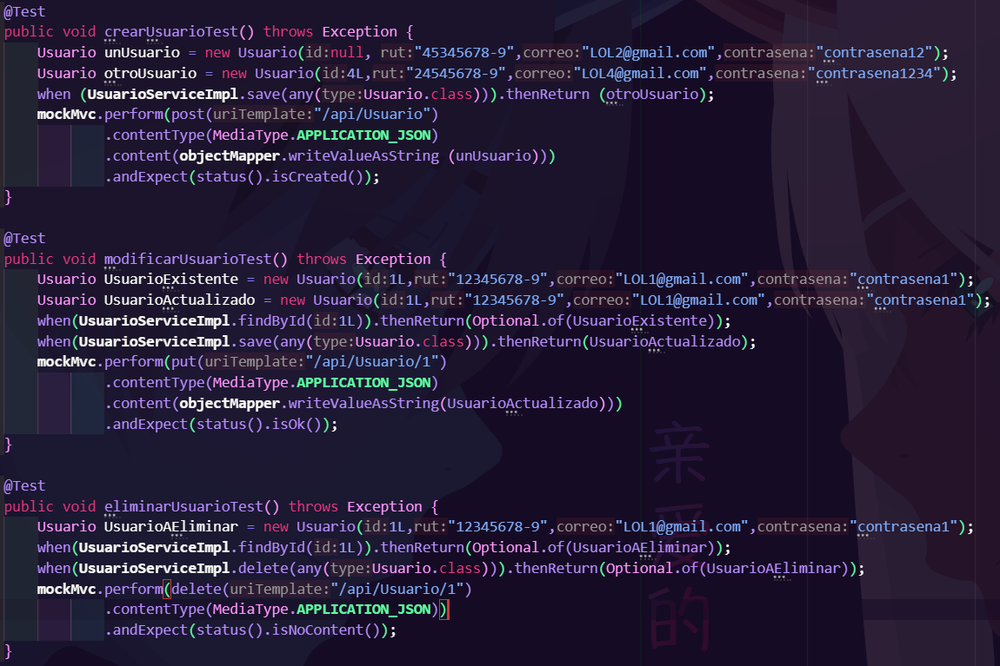 @Test
public void crearUsuarioTest() throws Exception {
Usuario unUsuario = new Usuario(id:null, rut:"45345678-9",correo:"LOL2@gmail.com",contrasena:"contrasena12");
Usuario otroUsuario = new Usuario(id:4L,rut:"24545678-9",correo:"LOL4@gmail.com",contrasena:"contrasena1234");
when (UsuarioServiceImpl.save(any(type:Usuario.class))).thenReturn (otroUsuario);
mockMvc.perform(post(uriTemplate:"/api/Usuario")
.contentType(MediaType.APPLICATION_JSON)
.content(objectMapper.writeValueAsString (unUsuario)))
.andExpect(status().isCreated());
}
@Test
public void modificarUsuarioTest() throws Exception {
Usuario UsuarioExistente = new Usuario(id:1L,rut:"12345678-9",correo:"LOL1@gmail.com",contrasena:"contrasena1");
Usuario UsuarioActualizado = new Usuario(id:1L,rut:"12345678-9",correo:"LOL1@gmail.com",contrasena:"contrasena1");
when(UsuarioServiceImpl.findById(id:1L)).thenReturn(Optional.of(UsuarioExistente));
when(UsuarioServiceImpl.save(any(type:Usuario.class))).thenReturn(UsuarioActualizado);
mockMvc.perform(put(uriTemplate:"/api/Usuario/1")
.contentType(MediaType.APPLICATION_JSON)
.content(objectMapper.writeValueAsString(UsuarioActualizado)))
.andExpect(status().isOk());
}
@Test
public void eliminarUsuarioTest() throws Exception {
Usuario UsuarioAEliminar = new Usuario(id:1L,rut:"12345678-9",correo:"LOL1@gmail.com",contrasena:"contrasena1");
when(UsuarioServiceImpl.findById(id:1L)).thenReturn(Optional.of(UsuarioAEliminar));
when(UsuarioServiceImpl.delete(any(type:Usuario.class))).thenReturn(Optional.of(UsuarioAEliminar));
mockMvc.perform(delete(uriTemplate:"/api/Usuario/1")
.contentType(MediaType.APPLICATION_JSON))
.andExpect(status().isNoContent());
}
亲爱的